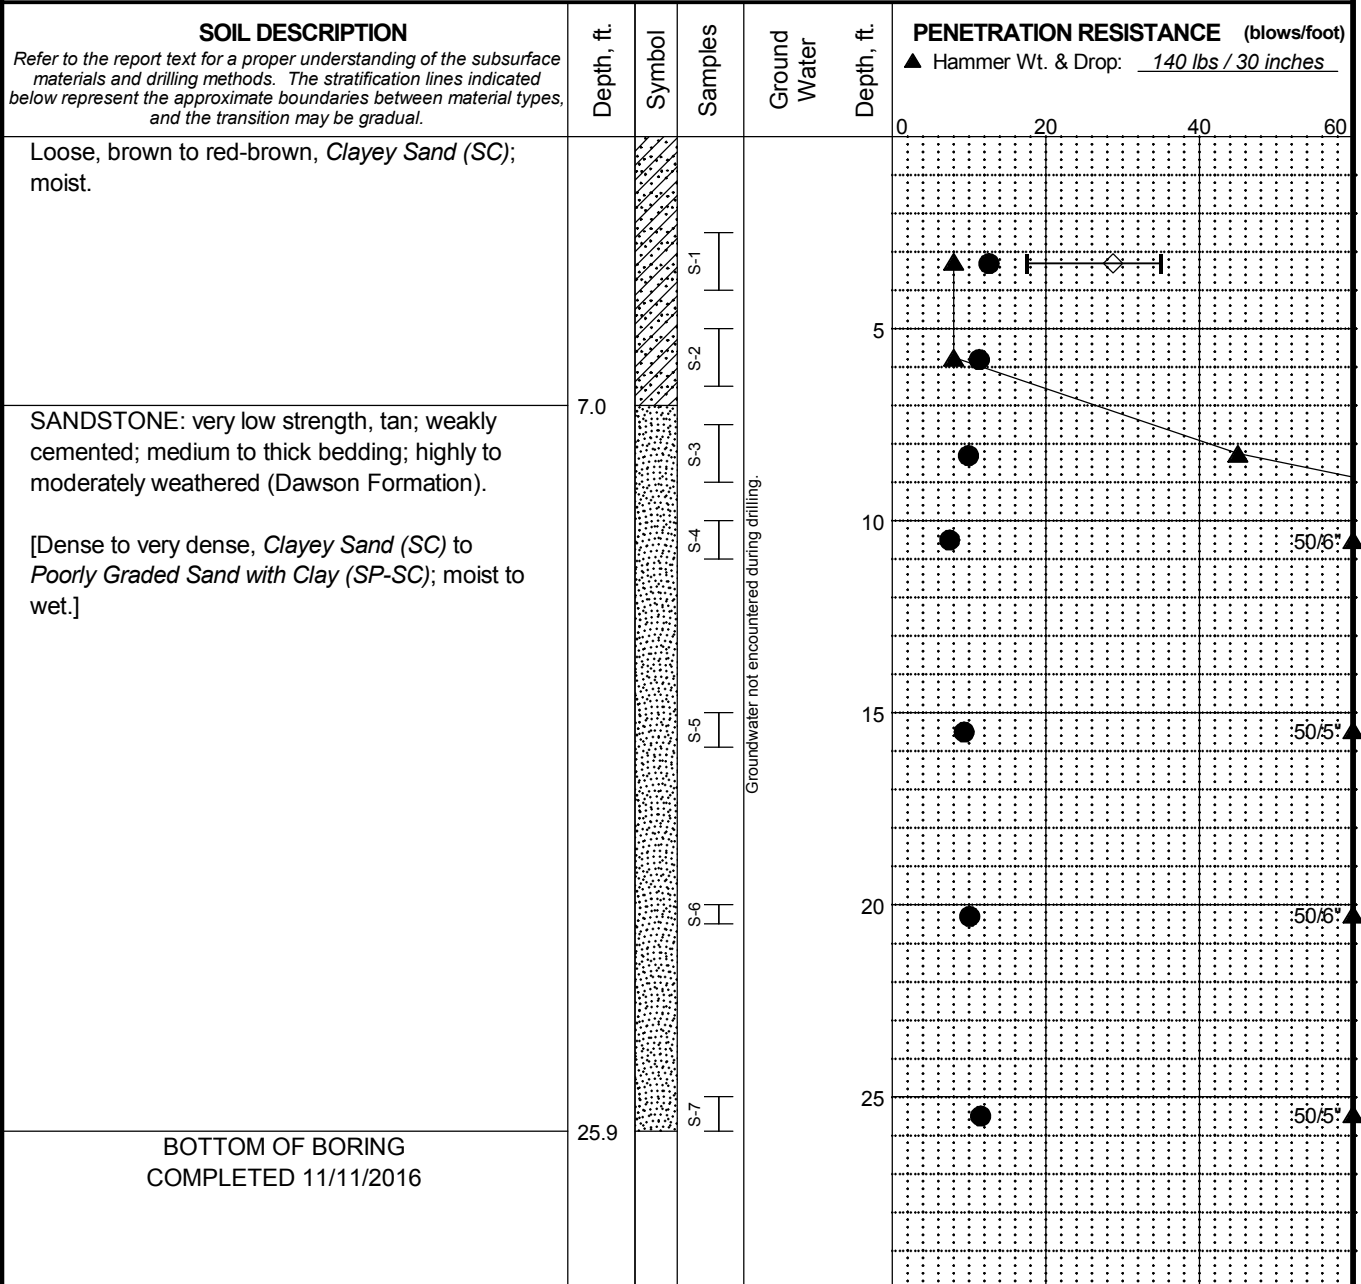 SOIL DESCRIPTION
Refer to the report text for a proper understanding of the subsurface
materials and drilling methods. The stratification lines indicated
below represent the approximate boundaries between material types,
and the transition may be gradual.
Depth, ft.
Symbol
Samples
Ground
Water
Depth, ft.
PENETRATION RESISTANCE (blows/foot)
▲ Hammer Wt. & Drop: 140 lbs / 30 inches
0 20 40 60
Loose, brown to red-brown, Clayey Sand (SC);
moist.
S-1
5
S-2
7.0
SANDSTONE: very low strength, tan; weakly
cemented; medium to thick bedding; highly to
moderately weathered (Dawson Formation).
S-3
[Dense to very dense, Clayey Sand (SC) to
Poorly Graded Sand with Clay (SP-SC); moist to
wet.]
S-4
Groundwater not encountered during drilling.
10
50/6"
S-5
15
50/5"
S-6
20
50/6"
S-7
25
50/5"
25.9
BOTTOM OF BORING
COMPLETED 11/11/2016